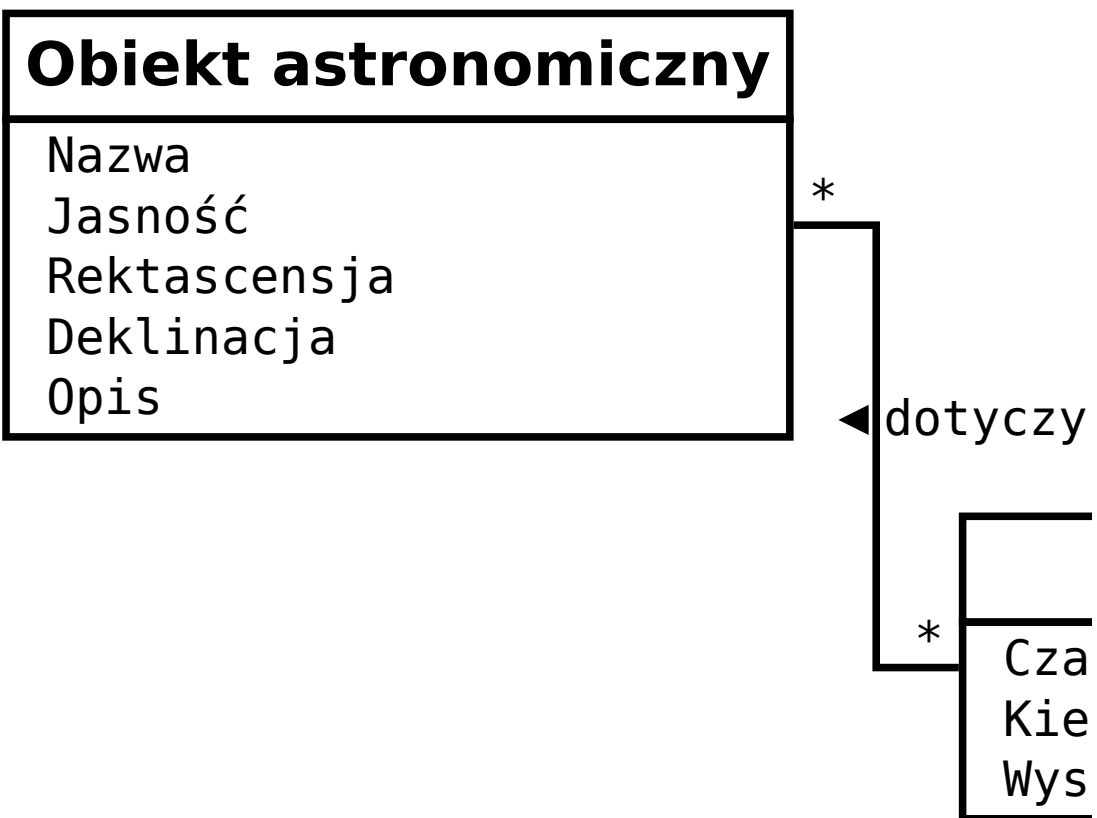 Obiekt astronomiczny
Nazwa
Jasność
Rektascensja
Deklinacja
Opis
*
◀ dotyczy
*
Cza
Kie
Wys